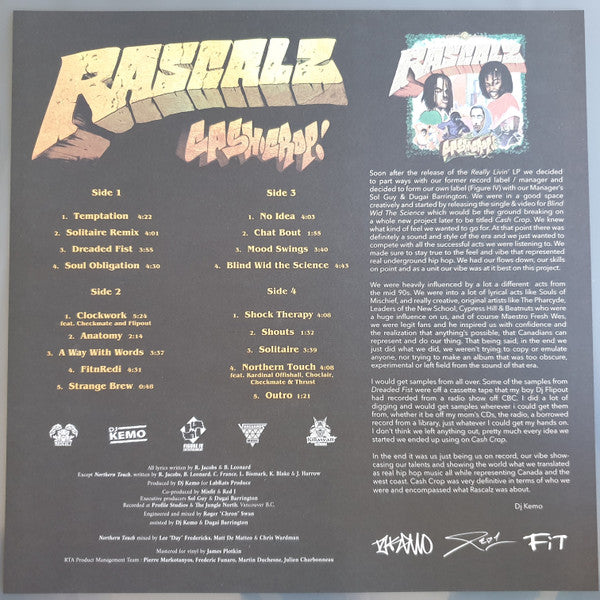 RASCALZ
CASH CROP!
Side 1
1. Temptation 4:22
2. Solitaire Remix 4:01
3. Dreaded Fist 3:55
4. Soul Obligation 4:30
Side 2
1. Clockwork 5:24
feat. Checkmate and Flipout
2. Anatomy 2:14
3. A Way With Words 3:37
4. FitnRedi 4:31
5. Strange Brew 0:48
Side 3
1. No Idea 4:03
2. Chat Bout 1:55
3. Mood Swings 3:40
4. Blind Wid the Science 4:43
Side 4
1. Shock Therapy 4:08
2. Shouts 1:32
3. Solitaire 3:39
4. Northern Touch 4:08
feat. Kardinal Offishall, Choclair,
Checkmate & Thrust
5. Outro 1:21
DJ
KEMO
All lyrics written by R. Jacobs & B. Leonard
Except Northern Touch, written by R. Jacobs, B. Leonard, C. France, L. Bismark, K. Blake & J. Harrow
Produced by Dj Kemo for LabRats Produce
Co-produced by Misfit & Red 1
Executive producers Sol Guy & Dugai Barrington
Recorded at Profile Studios & The Jungle North, Vancouver B.C.
Engineered and mixed by Roger "Chron" Swan
assisted by Dj Kemo & Dugai Barrington
Northern Touch mixed by Lee "Day" Fredericks, Matt De Matteo & Chris Wardman
Mastered for vinyl by James Plotkin
RTA Product Management Team : Pierre Markotanyos, Frederic Funaro, Martin Duchesne, Julien Charbonneau
RASCALZ
CASH CROP!
Soon after the release of the Really Livin' LP we decided
to part ways with our former record label / manager and
decided to form our own label (Figure IV) with our Manager's
Sol Guy & Dugai Barrington. We were in a good space
creatively and started by releasing the single & video for Blind
Wid The Science which would be the ground breaking on
a whole new project later to be titled Cash Crop. We knew
what kind of feel we wanted to go for. At that point there was
definitely a sound and style of the era and we just wanted to
compete with all the successful acts we were listening to. We
made sure to stay true to the feel and vibe that represented
real underground hip hop. We had our flows down, our skills
on point and as a unit our vibe was at it best on this project.
We were heavily influenced by a lot a different acts from
the mid 90s. We were into a lot of lyrical acts like Souls of
Mischief, and really creative, original artists like The Pharcyde,
Leaders of the New School, Cypress Hill & Beatnuts who were
a huge influence on us, and of course Maestro Fresh Wes,
we were legit fans and he inspired us with confidence and
the realization that anything's possible, that Canadians can
represent and do our thing. That being said, in the end we
just did what we did, we weren't trying to copy or emulate
anyone, nor trying to make an album that was too obscure,
experimental or left field from the sound of that era.
I would get samples from all over. Some of the samples from
Dreaded Fist were off a cassette tape that my boy Dj Flipout
had recorded from a radio show off CBC. I did a lot of
digging and would get samples wherever i could get them
from, whether it be off my mom's CDs, the radio, a borrowed
record from a library, just whatever I could get my hands on.
I don't think we left anything out, pretty much every idea we
started we ended up using on Cash Crop.
In the end it was us just being us on record, our vibe show-
casing our talents and showing the world what we translated
as real hip hop music all while representing Canada and the
west coast. Cash Crop was very definitive in terms of who we
were and encompassed what Rascalz was about.
Dj Kemo
FiT